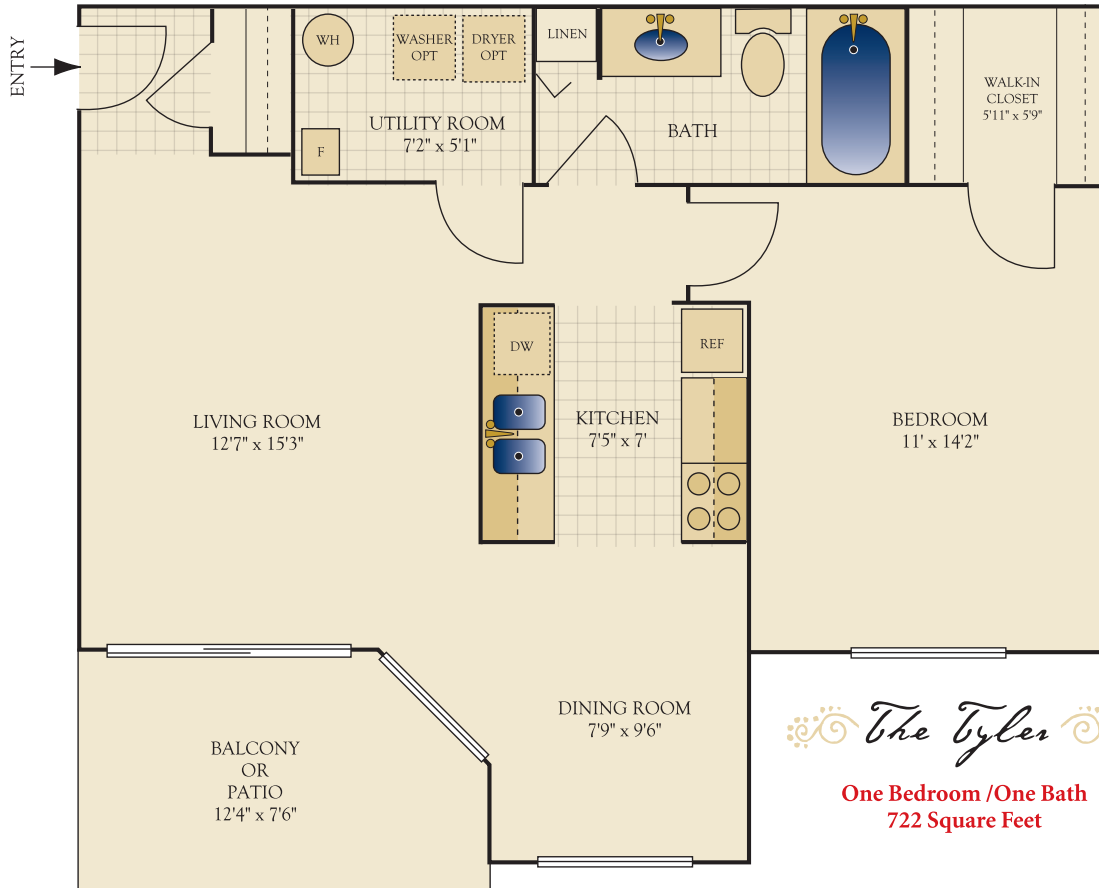 ENTRY
WH
WASHER
OPT
DRYER
OPT
LINEN
UTILITY ROOM
7'2" x 5'1"
F
BATH
WALK-IN
CLOSET
5'11" x 5'9"
DW
REF
LIVING ROOM
12'7" x 15'3"
KITCHEN
7'5" x 7'
BEDROOM
11' x 14'2"
DINING ROOM
7'9" x 9'6"
BALCONY
OR
PATIO
12'4" x 7'6"
The Tyler
One Bedroom /One Bath
722 Square Feet